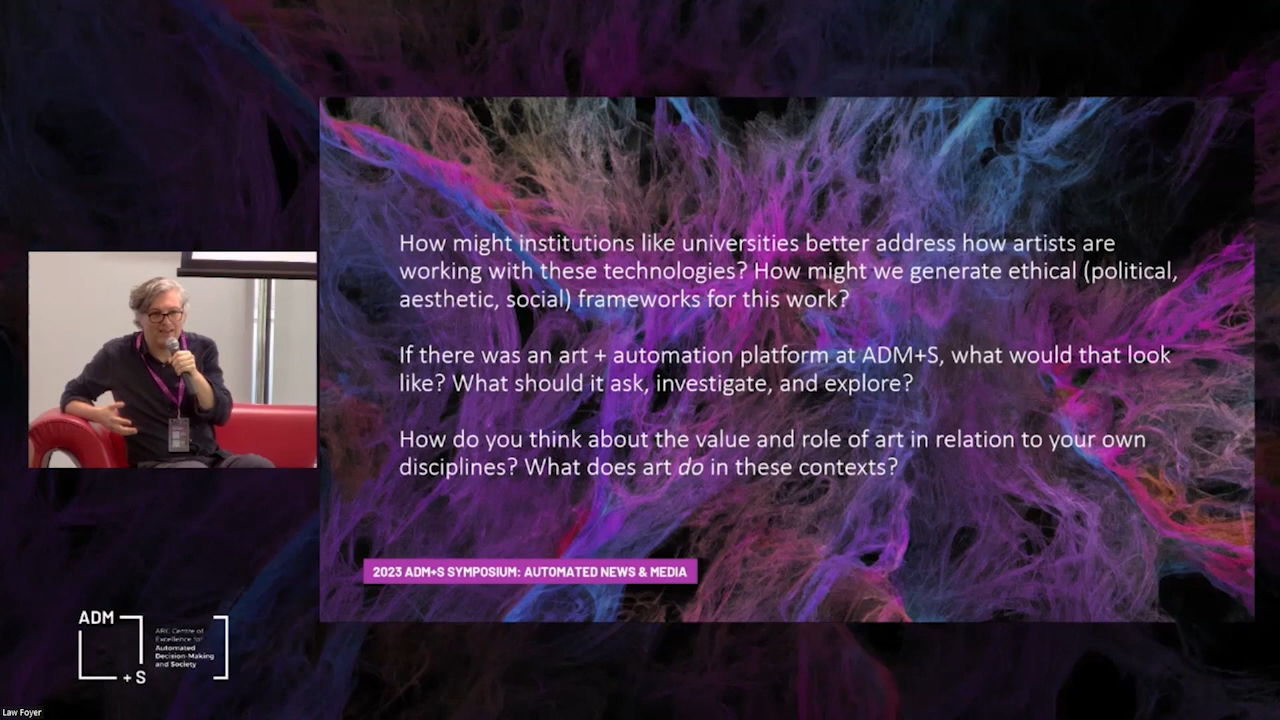 How might institutions like universities better address how artists are
working with these technologies? How might we generate ethical (political,
aesthetic, social) frameworks for this work?
If there was an art + automation platform at ADM+S, what would that look
like? What should it ask, investigate, and explore?
How do you think about the value and role of art in relation to your own
disciplines? What does art do in these contexts?
2023 ADM+S SYMPOSIUM: AUTOMATED NEWS & MEDIA
ADM
+ S
ARC Centre of
Excellence for
Automated
Decision-Making
and Society
Law Foyer